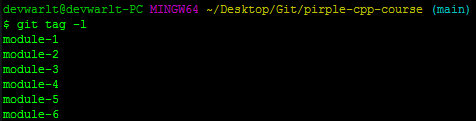 devwarlt@devwarlt-PC MINGW64 ~/Desktop/Git/pirple-cpp-course (main)
$ git tag -l
module-1
module-2
module-3
module-4
module-5
module-6